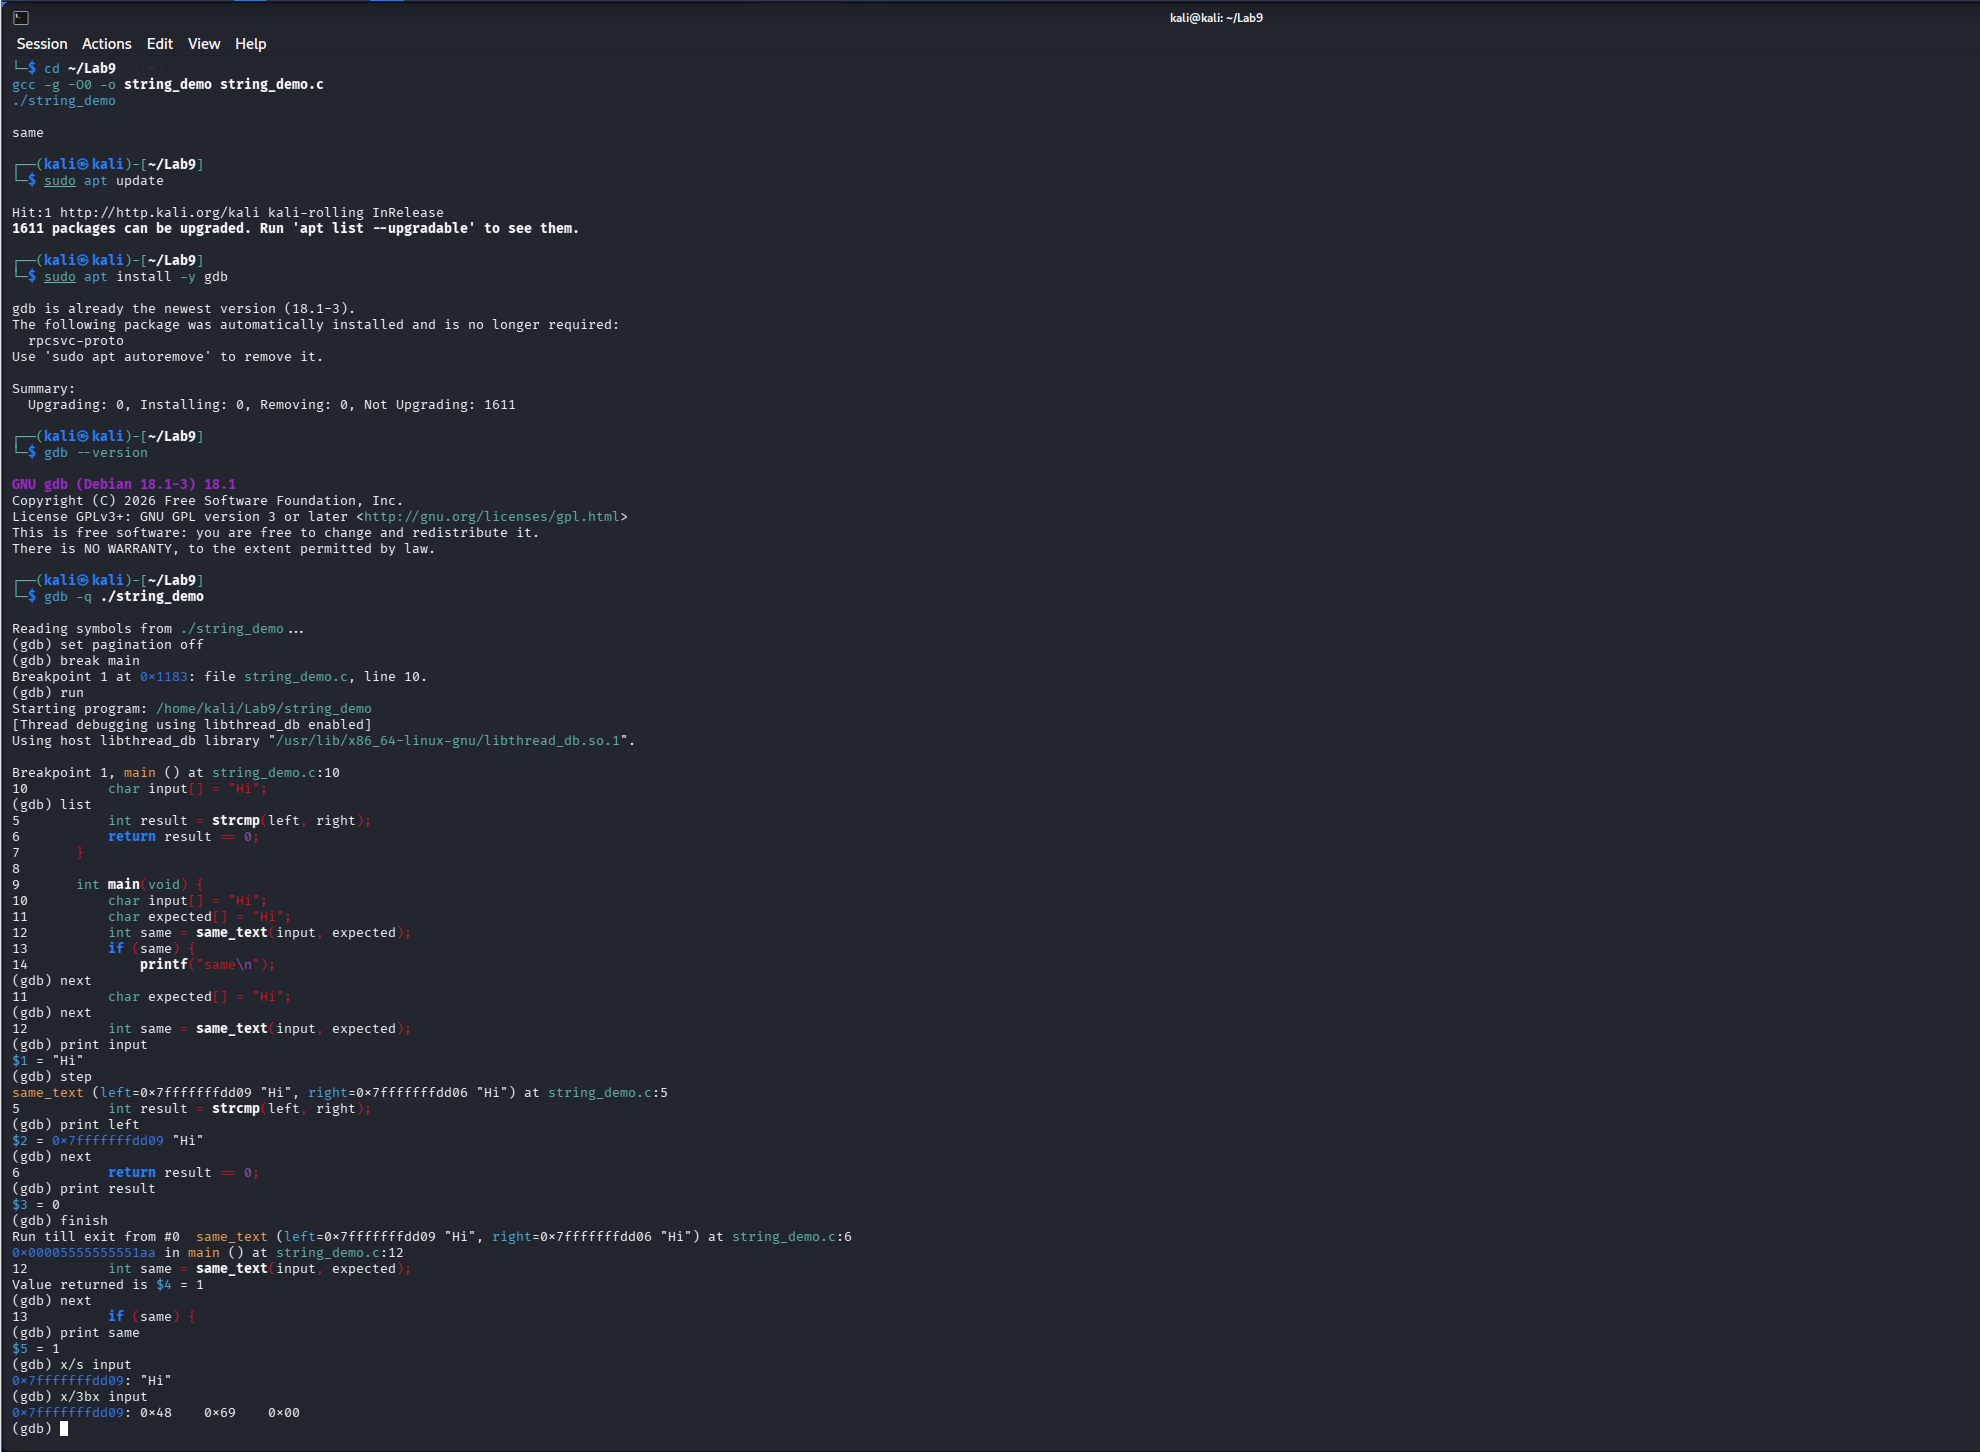 kali@kali: ~/Lab9
Session Actions Edit View Help
└─$ cd ~/Lab9
gcc -g -O0 -o string_demo string_demo.c
./string_demo
same
┌──(kali㉿kali)-[~/Lab9]
└─$ sudo apt update
Hit:1 http://http.kali.org/kali kali-rolling InRelease
1611 packages can be upgraded. Run 'apt list --upgradable' to see them.
┌──(kali㉿kali)-[~/Lab9]
└─$ sudo apt install -y gdb
gdb is already the newest version (18.1-3).
The following package was automatically installed and is no longer required:
  rpcsvc-proto
Use 'sudo apt autoremove' to remove it.
Summary:
  Upgrading: 0, Installing: 0, Removing: 0, Not Upgrading: 1611
┌──(kali㉿kali)-[~/Lab9]
└─$ gdb --version
GNU gdb (Debian 18.1-3) 18.1
Copyright (C) 2026 Free Software Foundation, Inc.
License GPLv3+: GNU GPL version 3 or later <http://gnu.org/licenses/gpl.html>
This is free software: you are free to change and redistribute it.
There is NO WARRANTY, to the extent permitted by law.
┌──(kali㉿kali)-[~/Lab9]
└─$ gdb -q ./string_demo
Reading symbols from ./string_demo...
(gdb) set pagination off
(gdb) break main
Breakpoint 1 at 0x1183: file string_demo.c, line 10.
(gdb) run
Starting program: /home/kali/Lab9/string_demo
[Thread debugging using libthread_db enabled]
Using host libthread_db library "/usr/lib/x86_64-linux-gnu/libthread_db.so.1".
Breakpoint 1, main () at string_demo.c:10
10          char input[] = "Hi";
(gdb) list
5           int result = strcmp(left, right);
6           return result == 0;
7       }
8
9       int main(void) {
10          char input[] = "Hi";
11          char expected[] = "Hi";
12          int same = same_text(input, expected);
13          if (same) {
14              printf("same\n");
(gdb) next
11          char expected[] = "Hi";
(gdb) next
12          int same = same_text(input, expected);
(gdb) print input
$1 = "Hi"
(gdb) step
same_text (left=0x7fffffffdd09 "Hi", right=0x7fffffffdd06 "Hi") at string_demo.c:5
5           int result = strcmp(left, right);
(gdb) print left
$2 = 0x7fffffffdd09 "Hi"
(gdb) next
6           return result == 0;
(gdb) print result
$3 = 0
(gdb) finish
Run till exit from #0  same_text (left=0x7fffffffdd09 "Hi", right=0x7fffffffdd06 "Hi") at string_demo.c:6
0x00005555555551aa in main () at string_demo.c:12
12          int same = same_text(input, expected);
Value returned is $4 = 1
(gdb) next
13          if (same) {
(gdb) print same
$5 = 1
(gdb) x/s input
0x7fffffffdd09: "Hi"
(gdb) x/3bx input
0x7fffffffdd09: 0x48    0x69    0x00
(gdb)